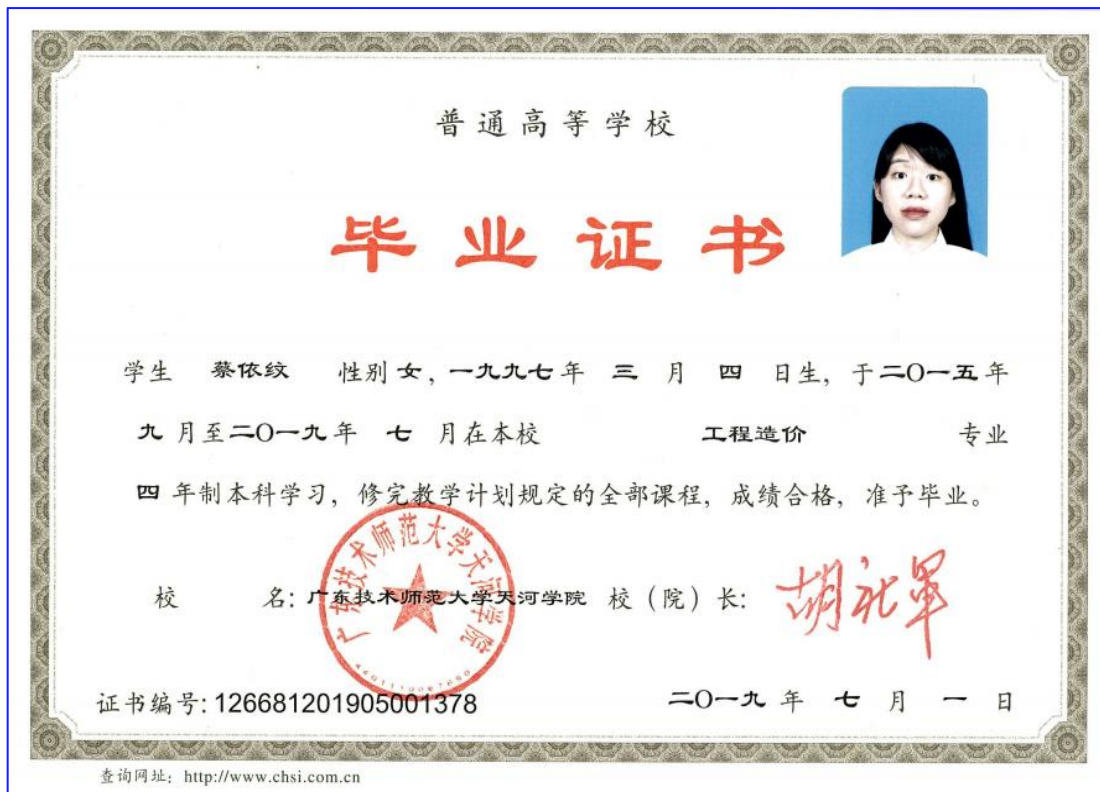 普通高等学校
毕业证书
学生 蔡依纹 性别 女，一九九七 年 三 月 四 日生，于 二O一五 年
九 月至 二O一九 年 七 月在本校 工程造价 专业
四 年制本科学习，修完教学计划规定的全部课程，成绩合格，准予毕业。
广东技术师范大学天河学院
校 名：广东技术师范大学天河学院 校（院）长：
证书编号：126681201905001378 二O一九 年 七 月 一 日
查询网址：http://www.chsi.com.cn